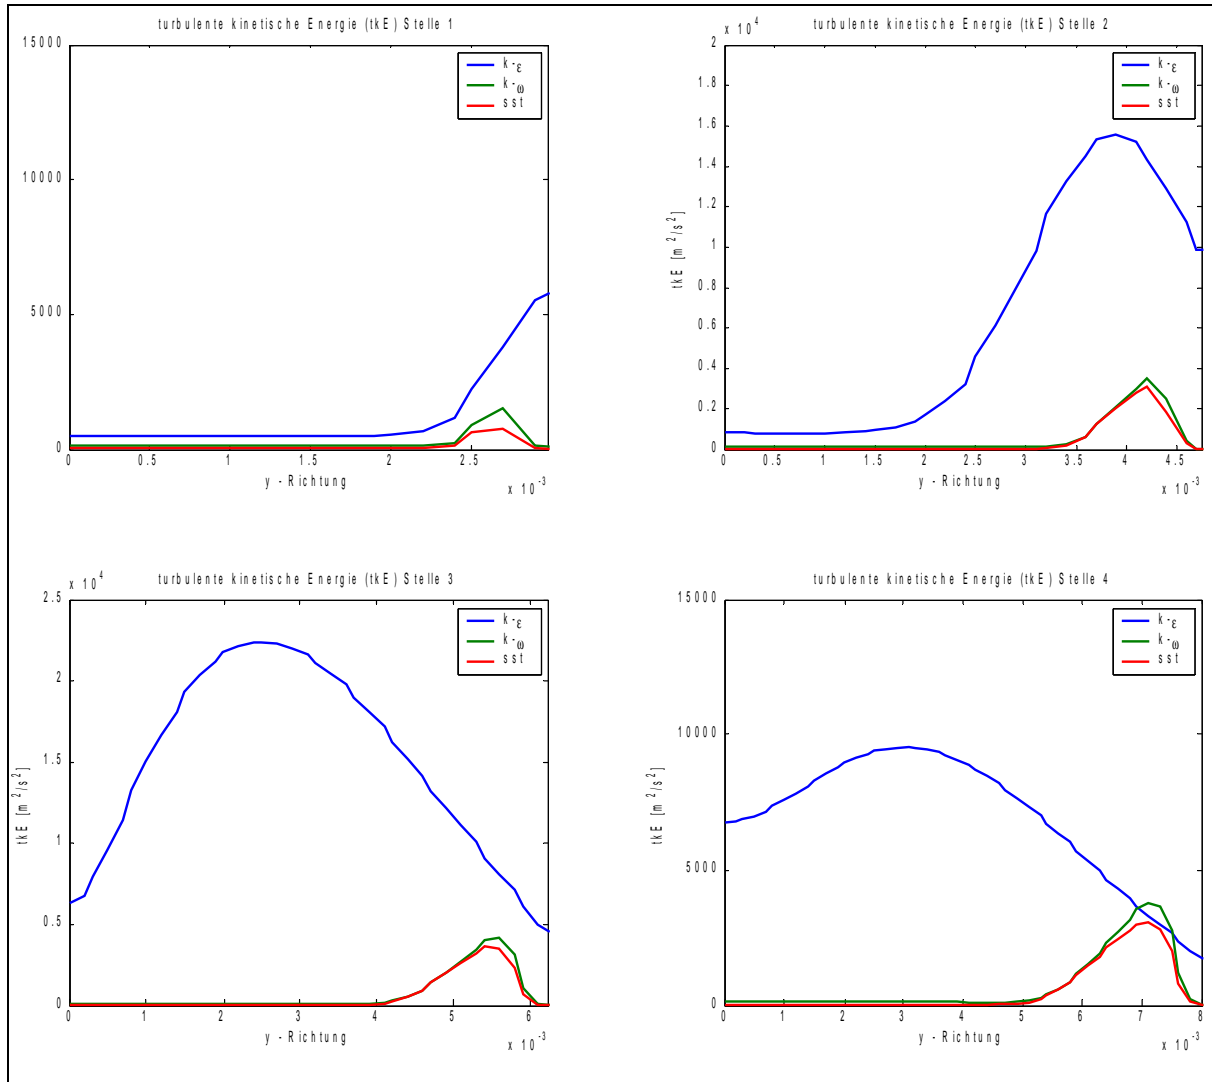 turbulente kinetische Energie (tkE) Stelle 1
15000
10000
5000
0
0 0.5 1 1.5 2 2.5
x 10^-3
y - Richtung
k-ε
k-ω
sst
turbulente kinetische Energie (tkE) Stelle 2
x 10^4
2
1.8
1.6
1.4
1.2
1
0.8
0.6
0.4
0.2
0
tkE [m^2/s^2]
0 0.5 1 1.5 2 2.5 3 3.5 4 4.5
x 10^-3
y - Richtung
k-ε
k-ω
sst
turbulente kinetische Energie (tkE) Stelle 3
x 10^4
2.5
2
1.5
1
0.5
0
tkE [m^2/s^2]
0 1 2 3 4 5 6
x 10^-3
y - Richtung
k-ε
k-ω
sst
turbulente kinetische Energie (tkE) Stelle 4
15000
10000
5000
0
tkE [m^2/s^2]
0 1 2 3 4 5 6 7 8
x 10^-3
y - Richtung
k-ε
k-ω
sst